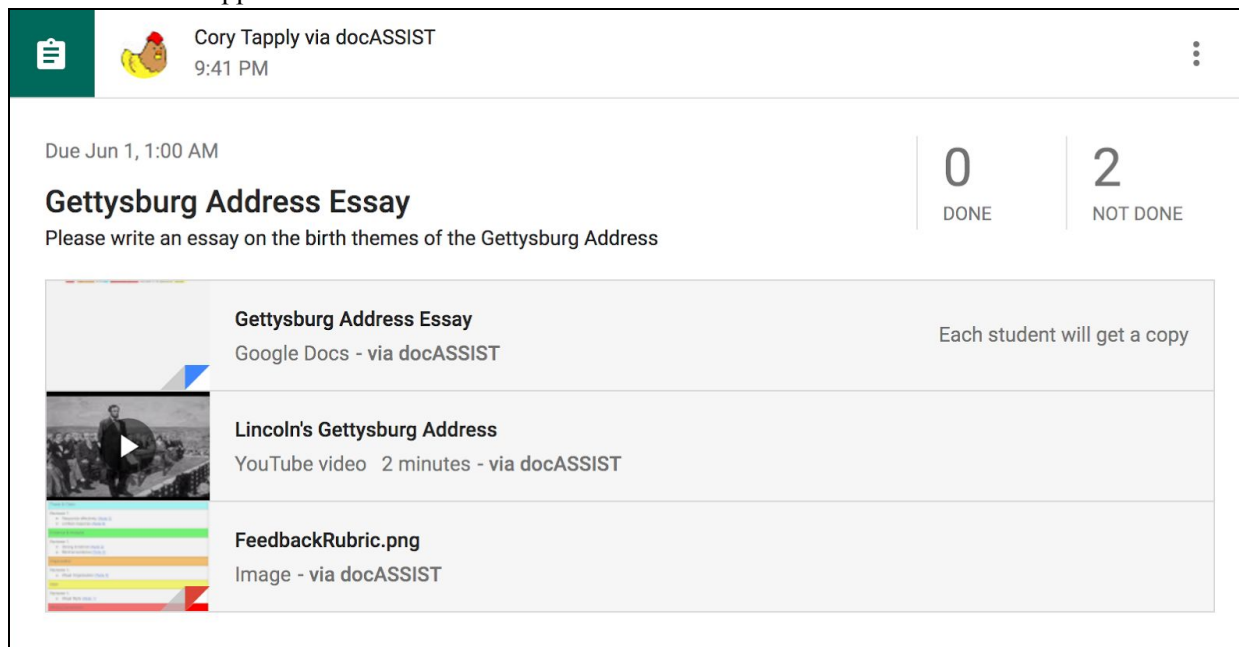 Cory Tapply via docASSIST
9:41 PM
Due Jun 1, 1:00 AM
0
DONE
2
NOT DONE
Gettysburg Address Essay
Please write an essay on the birth themes of the Gettysburg Address
Gettysburg Address Essay
Google Docs - via docASSIST
Each student will get a copy
Lincoln's Gettysburg Address
YouTube video 2 minutes - via docASSIST
FeedbackRubric.png
Image - via docASSIST